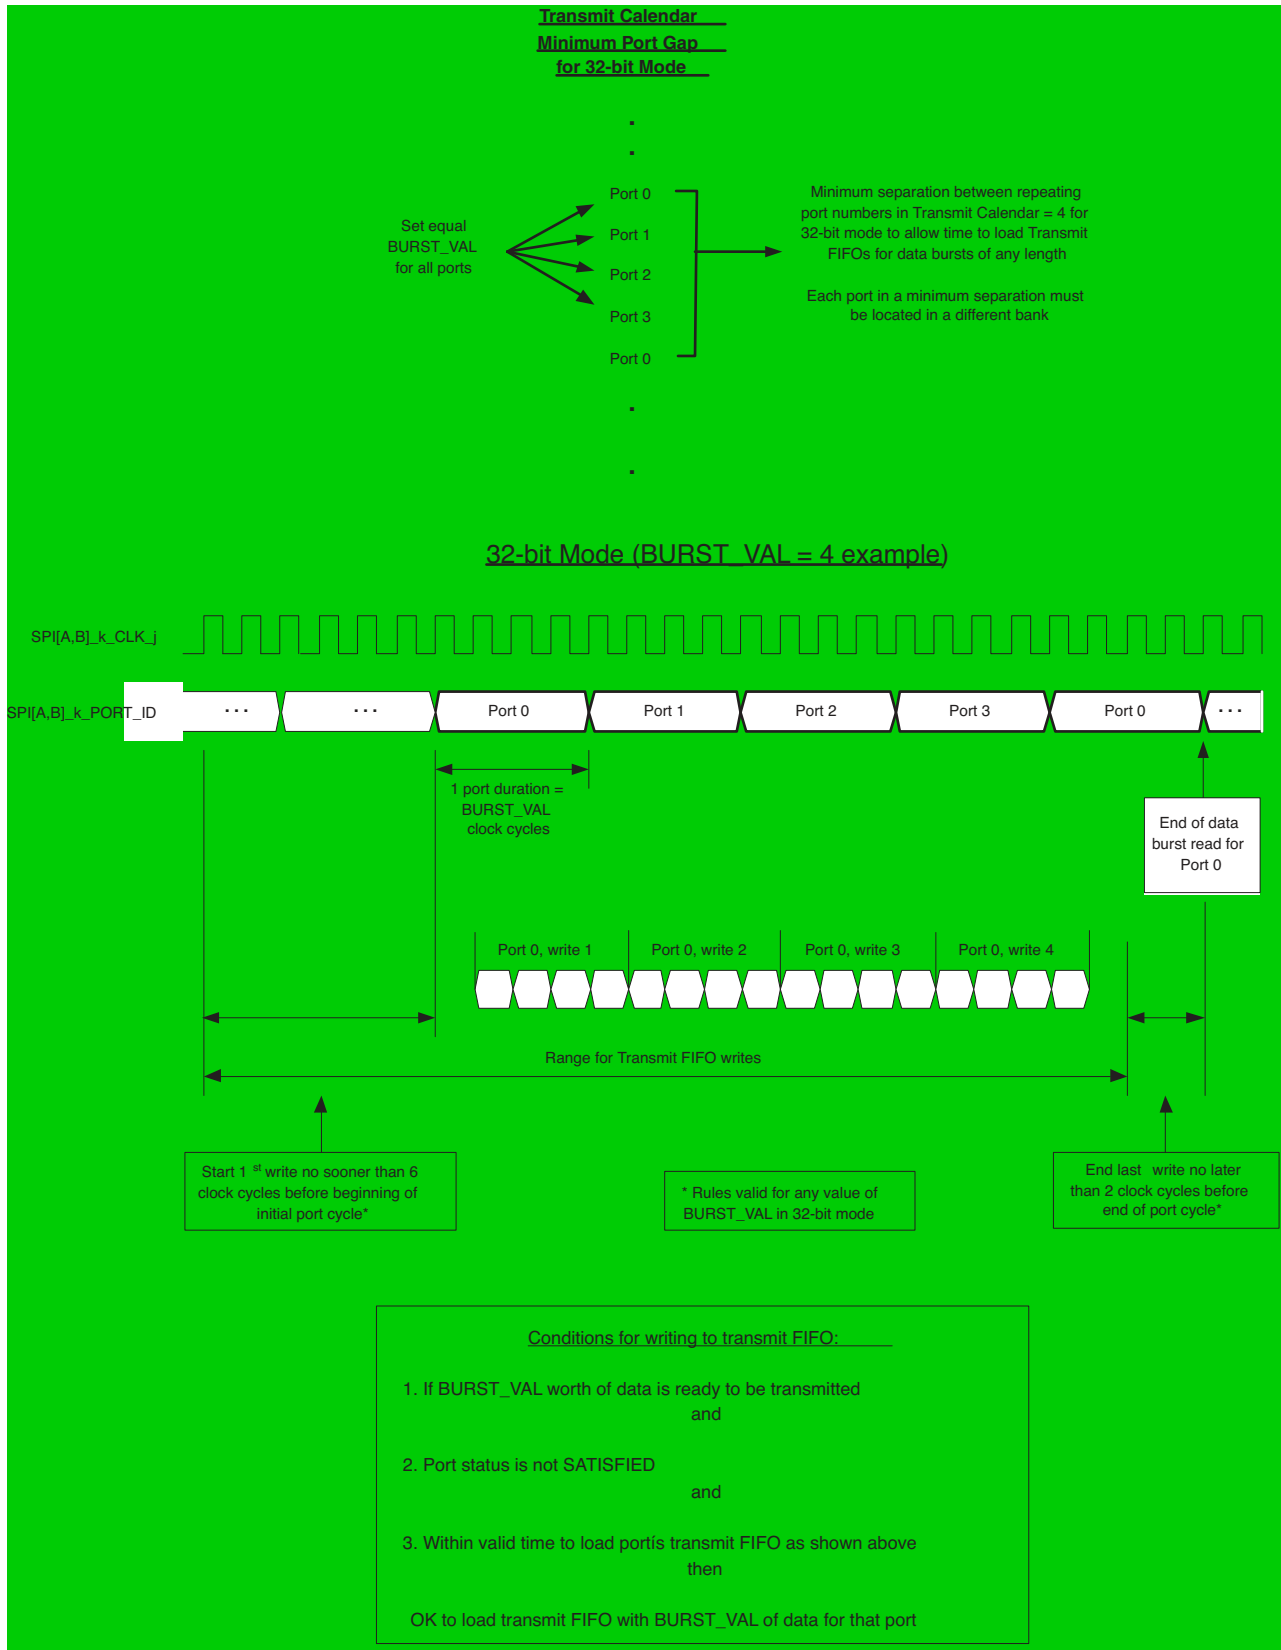 Transmit Calendar
Minimum Port Gap
for 32-bit Mode
.
.
Port 0
Port 1
Port 2
Port 3
Port 0
.
.
Set equal
BURST_VAL
for all ports
Minimum separation between repeating
port numbers in Transmit Calendar = 4 for
32-bit mode to allow time to load Transmit
FIFOs for data bursts of any length
Each port in a minimum separation must
be located in a different bank
32-bit Mode (BURST_VAL = 4 example)
SPI[A,B]_k_CLK_j
SPI[A,B]_k_PORT_ID
... ... Port 0 Port 1 Port 2 Port 3 Port 0 ...
1 port duration =
BURST_VAL
clock cycles
End of data
burst read for
Port 0
Port 0, write 1 Port 0, write 2 Port 0, write 3 Port 0, write 4
Range for Transmit FIFO writes
Start 1 st write no sooner than 6
clock cycles before beginning of
initial port cycle*
* Rules valid for any value of
BURST_VAL in 32-bit mode
End last write no later
than 2 clock cycles before
end of port cycle*
Conditions for writing to transmit FIFO:
1. If BURST_VAL worth of data is ready to be transmitted
and
2. Port status is not SATISFIED
and
3. Within valid time to load portís transmit FIFO as shown above
then
OK to load transmit FIFO with BURST_VAL of data for that port